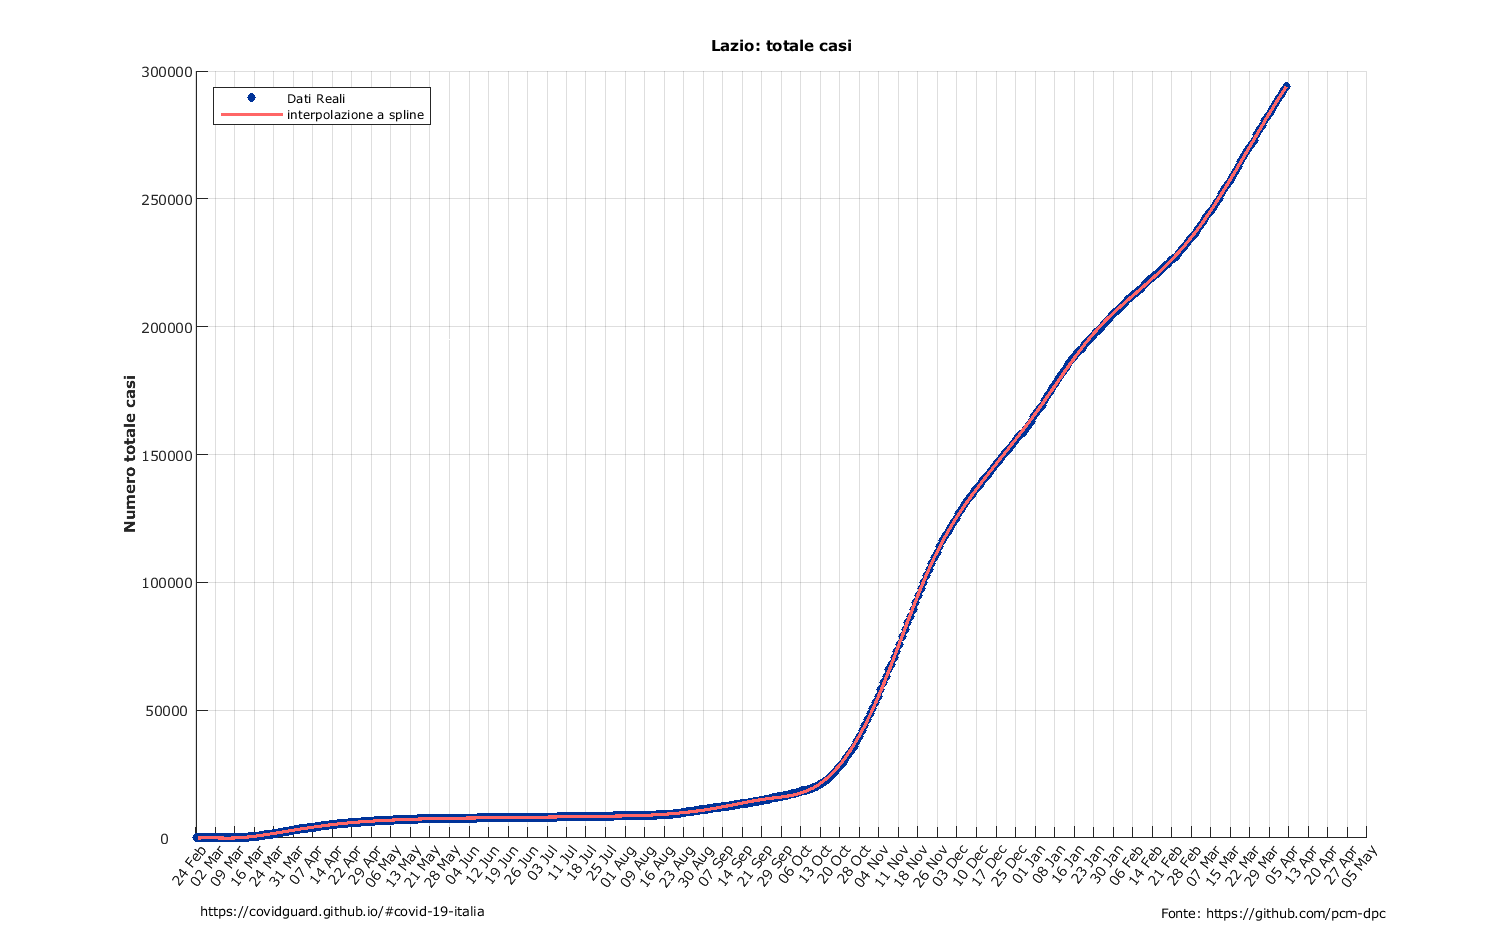 Lazio: totale casi
Dati Reali
interpolazione a spline
Numero totale casi
300000
250000
200000
150000
100000
50000
0
24 Feb
02 Mar
09 Mar
16 Mar
24 Mar
31 Mar
07 Apr
14 Apr
22 Apr
29 Apr
06 May
13 May
21 May
28 May
04 Jun
12 Jun
19 Jun
26 Jun
03 Jul
11 Jul
18 Jul
25 Jul
01 Aug
09 Aug
16 Aug
23 Aug
30 Aug
07 Sep
14 Sep
21 Sep
29 Sep
06 Oct
13 Oct
20 Oct
28 Oct
04 Nov
11 Nov
18 Nov
26 Nov
03 Dec
10 Dec
17 Dec
25 Dec
01 Jan
08 Jan
16 Jan
23 Jan
30 Jan
06 Feb
14 Feb
21 Feb
28 Feb
07 Mar
15 Mar
22 Mar
29 Mar
05 Apr
13 Apr
20 Apr
27 Apr
05 May
https://covidguard.github.io/#covid-19-italia
Fonte: https://github.com/pcm-dpc